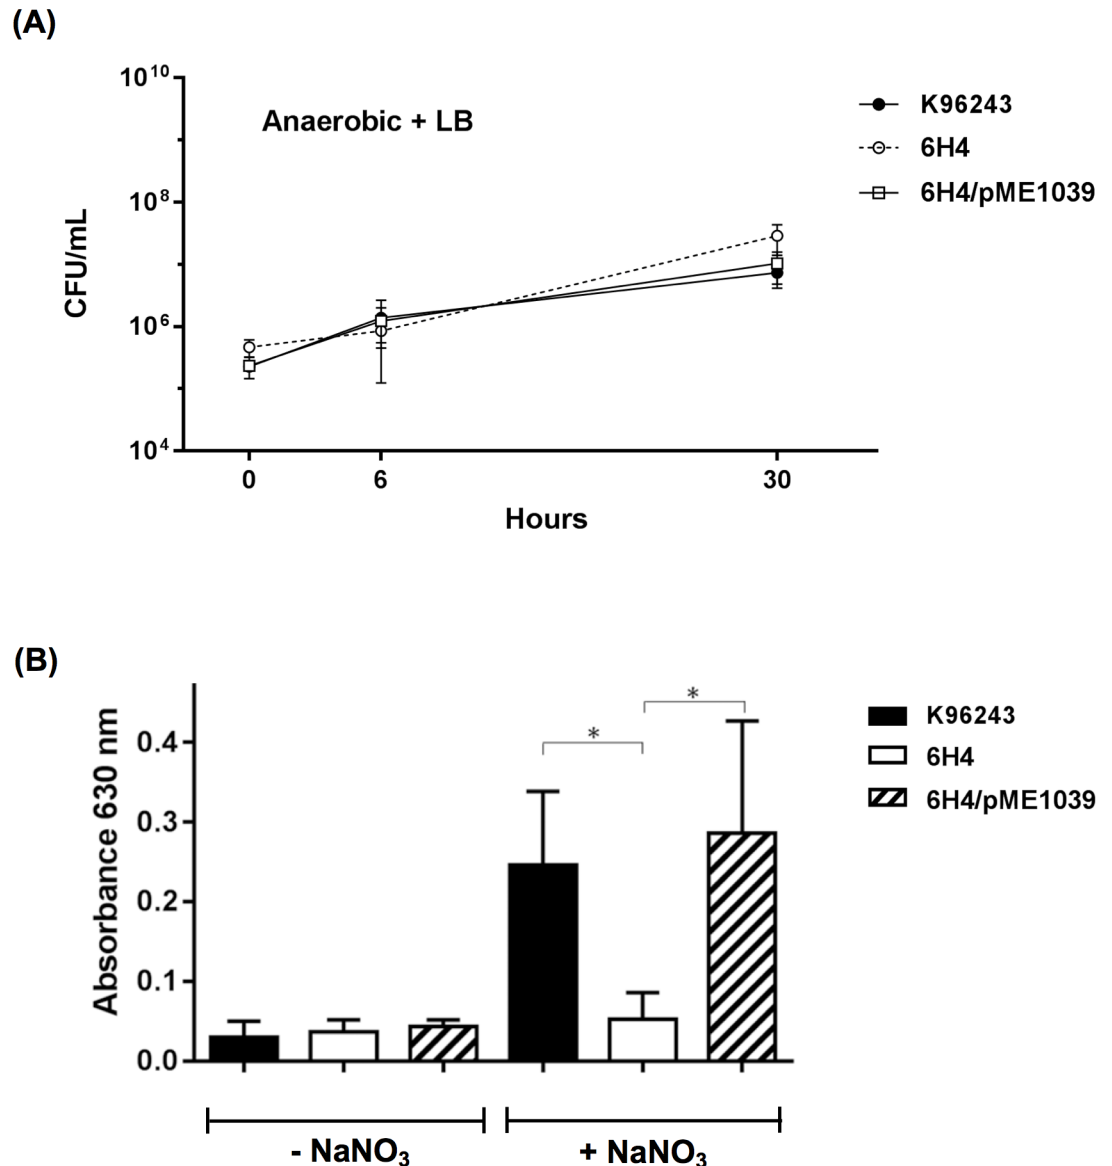 (A)
10¹⁰
Anaerobic + LB
10⁸
CFU/mL
10⁶
10⁴
0 6 30
Hours
K96243
6H4
6H4/pME1039
(B)
Absorbance 630 nm
0.4
0.3
0.2
0.1
0.0
*
*
- NaNO₃
+ NaNO₃
K96243
6H4
6H4/pME1039